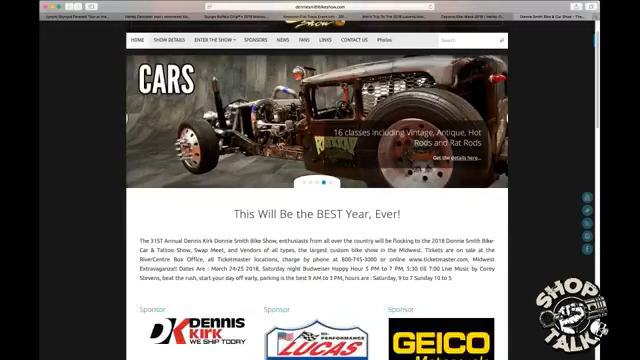 donniesmithbikeshow.com
HOME
SHOW DETAILS
ENTER THE SHOW
SPONSORS
NEWS
FANS
LINKS
CONTACT US
Photos
Search
CARS
16 classes including Vintage, Antique, Hot
Rods and Rat Rods
Get the details here...
This Will Be the BEST Year, Ever!
The 31ST Annual Dennis Kirk Donnie Smith Bike Show, enthusiasts from all over the country will be flocking to the 2018 Donnie Smith Bike-
Car & Tattoo Show, Swap Meet, and Vendors of all types, the largest custom bike show in the Midwest. Tickets are on sale at the
RiverCentre Box Office, all Ticketmaster locations, charge by phone at 800-745-3000 or online www.ticketmaster.com, Midwest
Extravaganza!! Dates Are : March 24-25 2018, Saturday night Budweiser Happy Hour 5 PM to 7 PM, 5:30 till 7:00 Live Music by Corey
Stevens, beat the rush, start your day off early, parking is the best 9 AM to 3 PM, hours are : Saturday, 9 to 7 Sunday 10 to 5
Sponsor
Sponsor
Sponsor
DK DENNIS KIRK
WE SHIP TODAY
HIGH PERFORMANCE
LUCAS
GEICO
SHOP
TALK